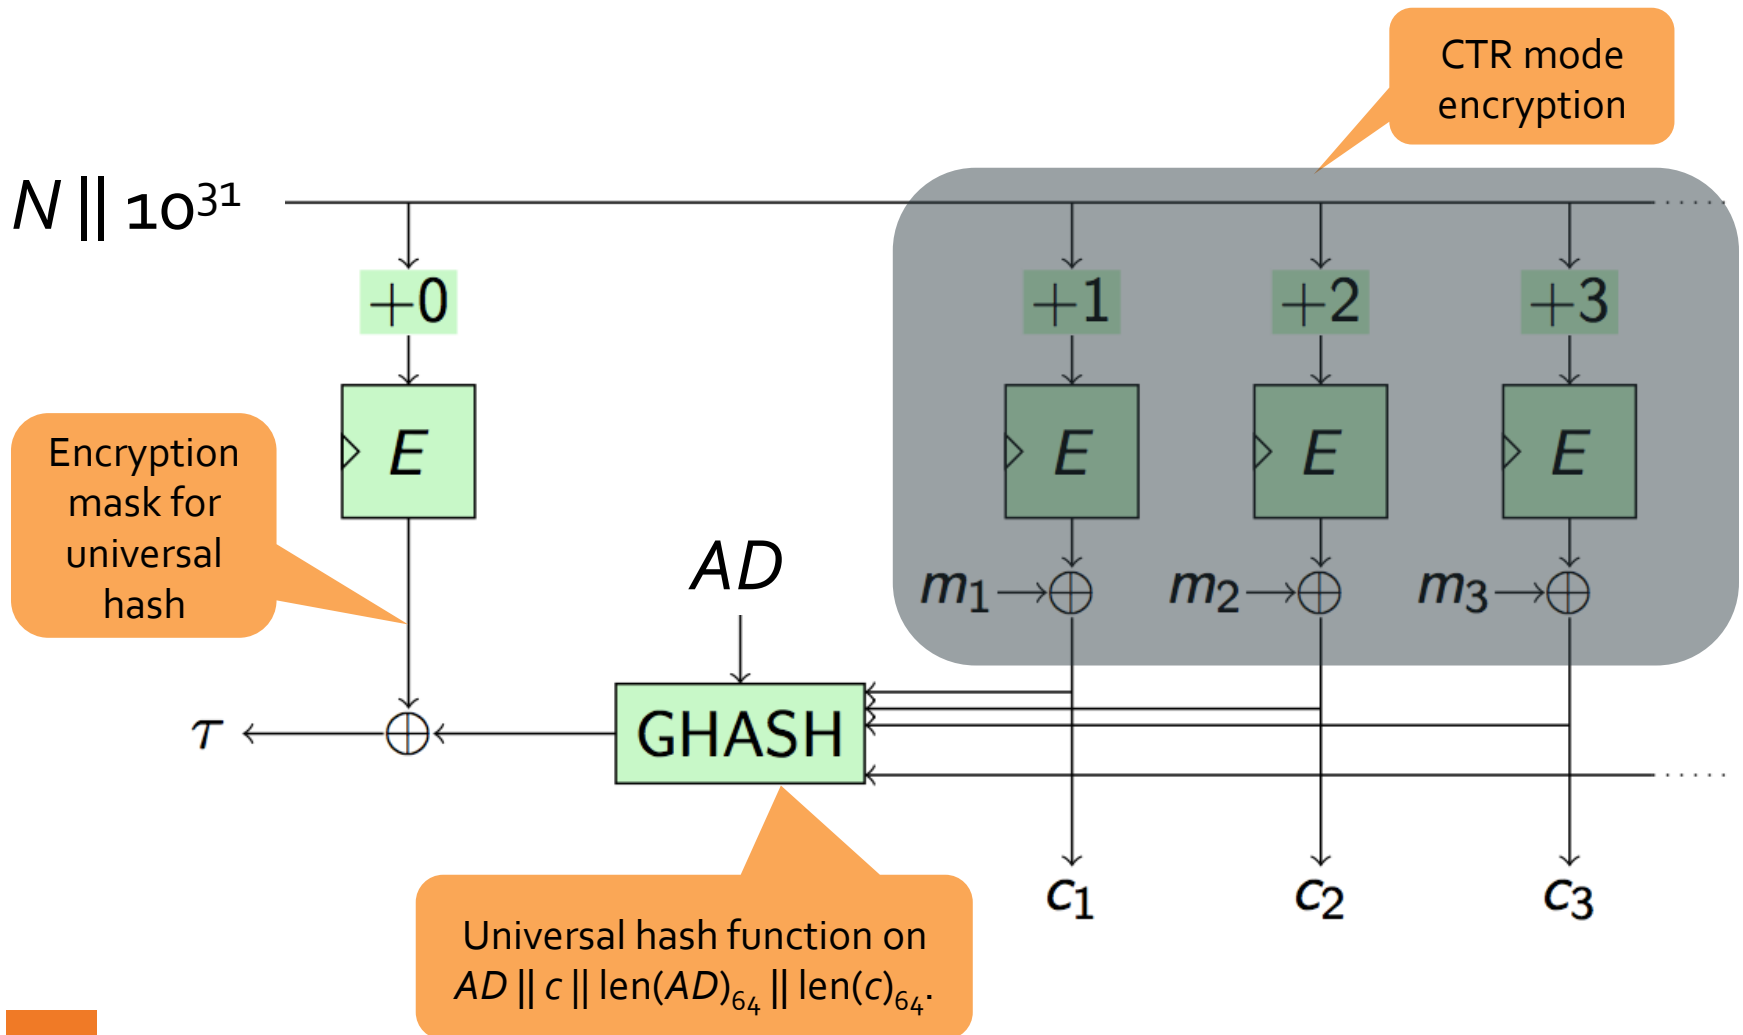 CTR mode
encryption
N || 10³¹
+0
+1
+2
+3
E
E
E
E
Encryption
mask for
universal
hash
AD
m₁
m₂
m₃
τ
GHASH
c₁
c₂
c₃
Universal hash function on
AD || c || len(AD)₆₄ || len(c)₆₄.